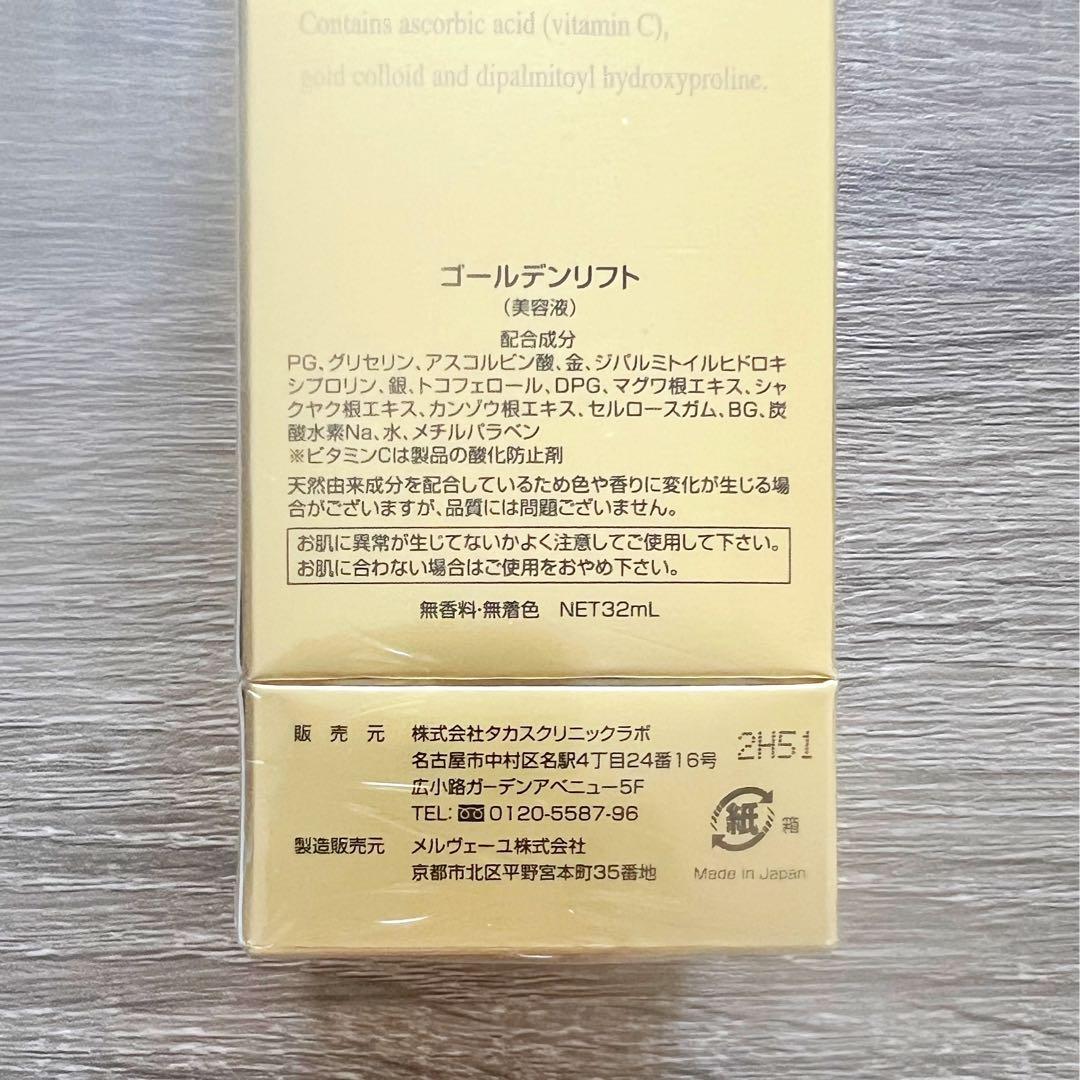 Contains ascorbic acid (vitamin C),
gold colloid and dipalmitoyl hydroxyproline.
ゴールデンリフト
(美容液)
配合成分
PG、グリセリン、アスコルビン酸、金、ジパルミトイルヒドロキ
シプロリン、銀、トコフェロール、DPG、マグワ根エキス、シャ
クヤク根エキス、カンゾウ根エキス、セルロースガム、BG、炭
酸水素Na、水、メチルパラベン
※ビタミンCは製品の酸化防止剤
天然由来成分を配合しているため色や香りに変化が生じる場
合がございますが、品質には問題ございません。
お肌に異常が生じてないかよく注意してご使用して下さい。
お肌に合わない場合はご使用をおやめ下さい。
無香料・無着色 NET32mL
販売元 株式会社タカスクリニックラボ
名古屋市中村区名駅4丁目24番16号
広小路ガーデンアベニュー5F
TEL: 0120-5587-96
2H51
紙 箱
製造販売元 メルヴェーユ株式会社
京都市北区平野宮本町35番地
Made in Japan